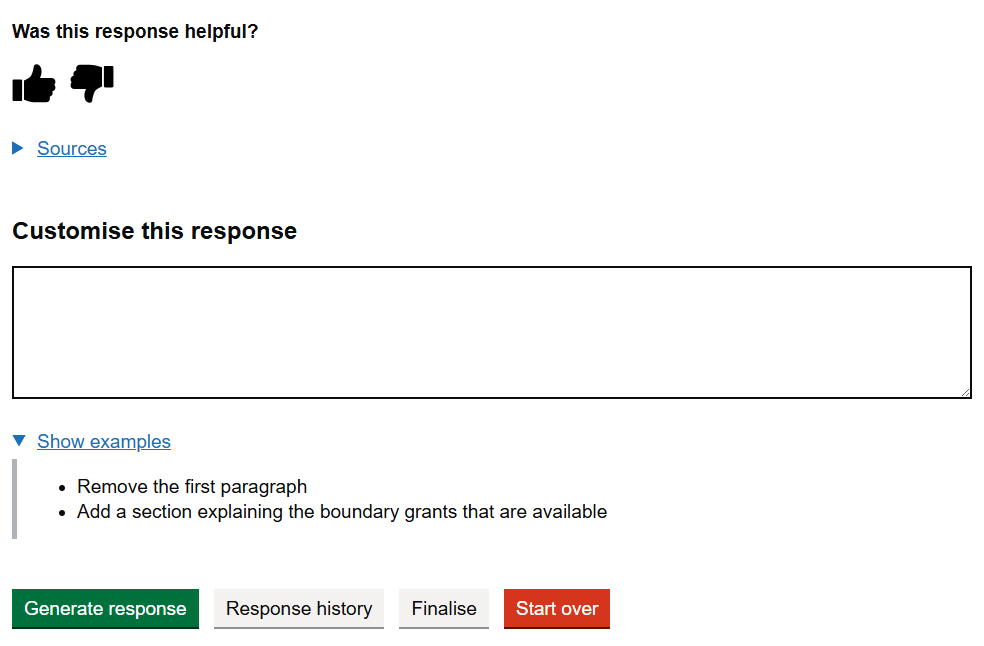 Was this response helpful?
Sources
Customise this response
Show examples
Remove the first paragraph
Add a section explaining the boundary grants that are available
Generate response
Response history
Finalise
Start over